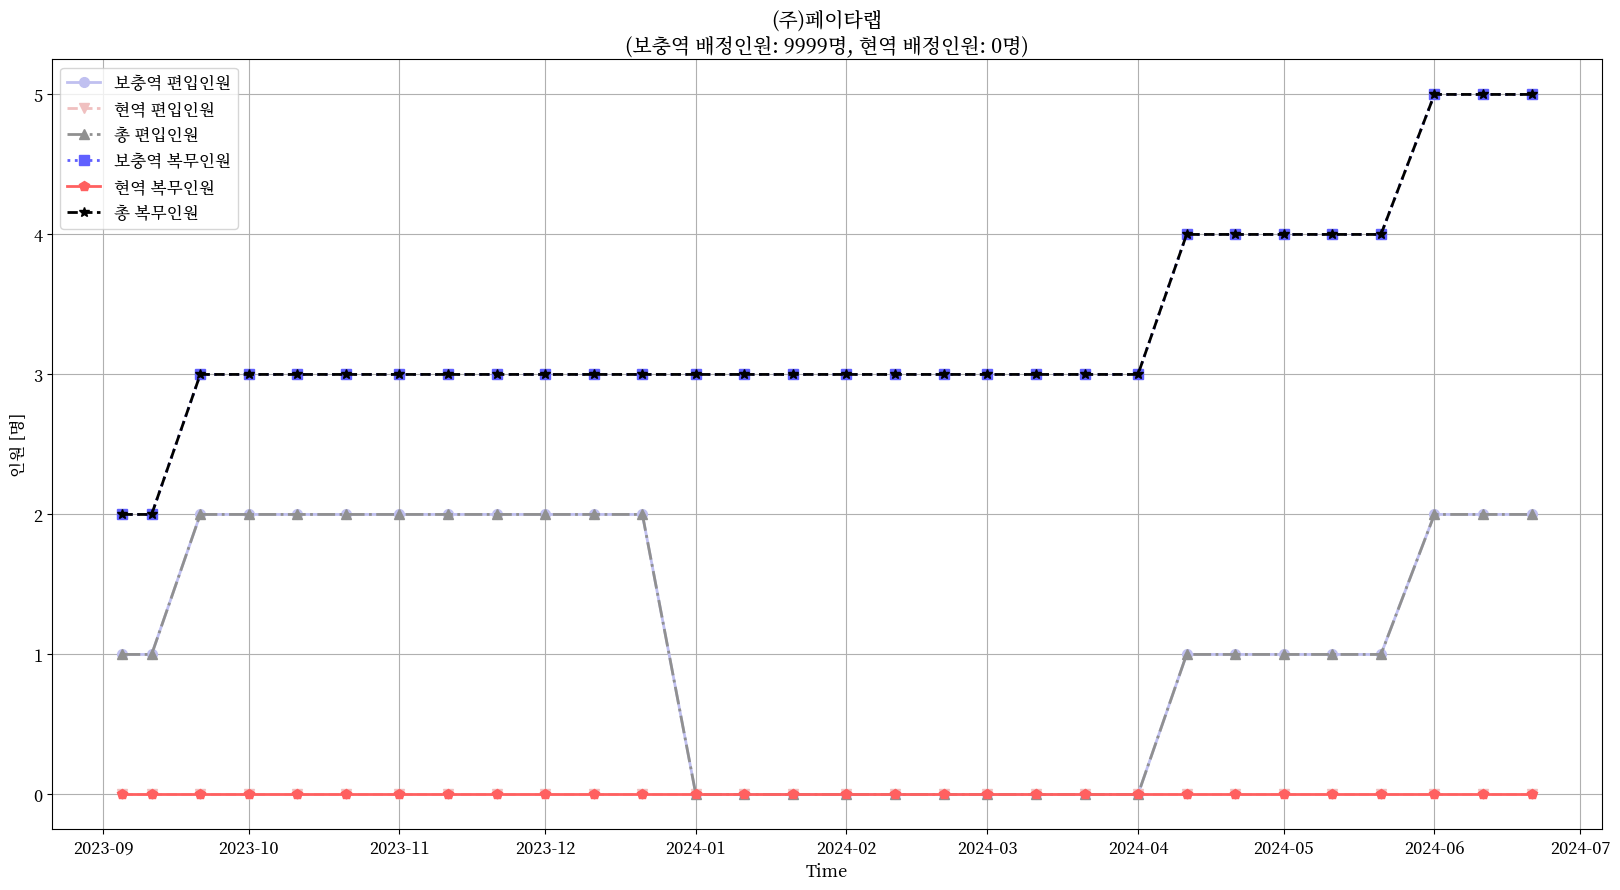 (주)페이타랩
(보충역 배정인원: 9999명, 현역 배정인원: 0명)
보충역 편입인원
현역 편입인원
총 편입인원
보충역 복무인원
현역 복무인원
총 복무인원
5
4
3
2
1
0
인원 [명]
2023-09 2023-10 2023-11 2023-12 2024-01 2024-02 2024-03 2024-04 2024-05 2024-06 2024-07
Time